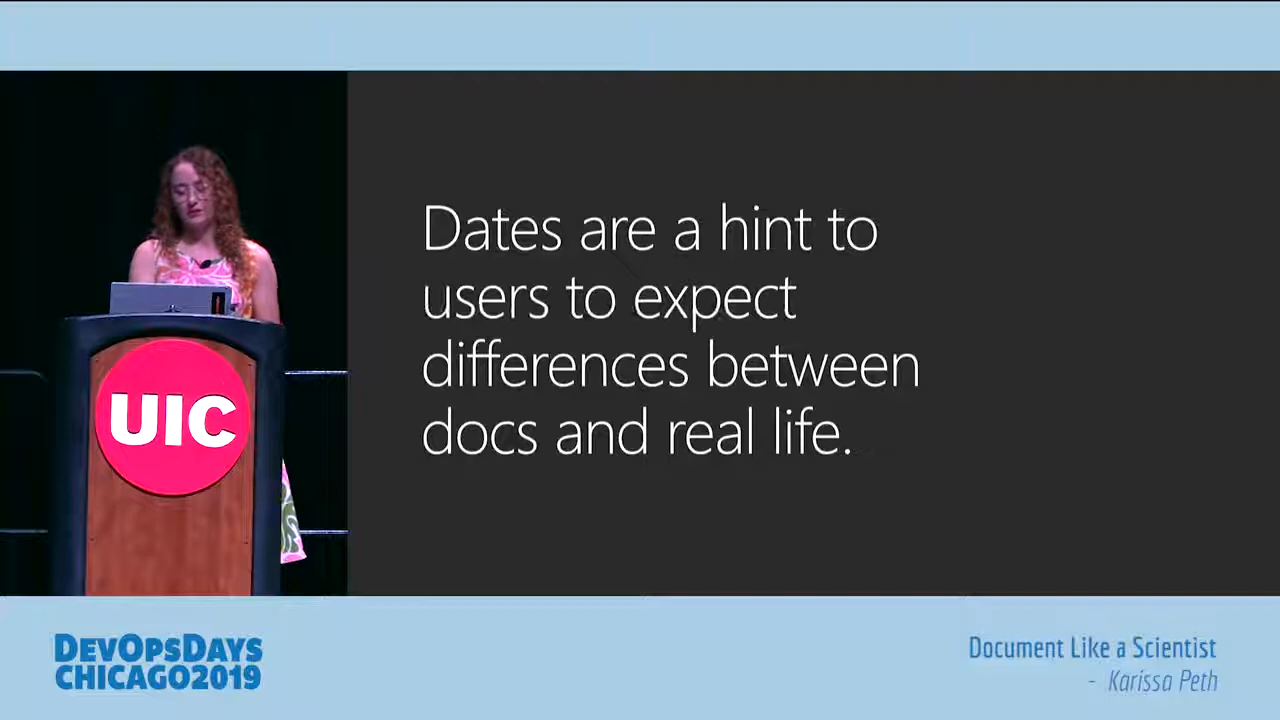 Dates are a hint to
users to expect
differences between
docs and real life.
UIC
DEVOPSDAYS
CHICAGO2019
Document Like a Scientist
- Karissa Peth